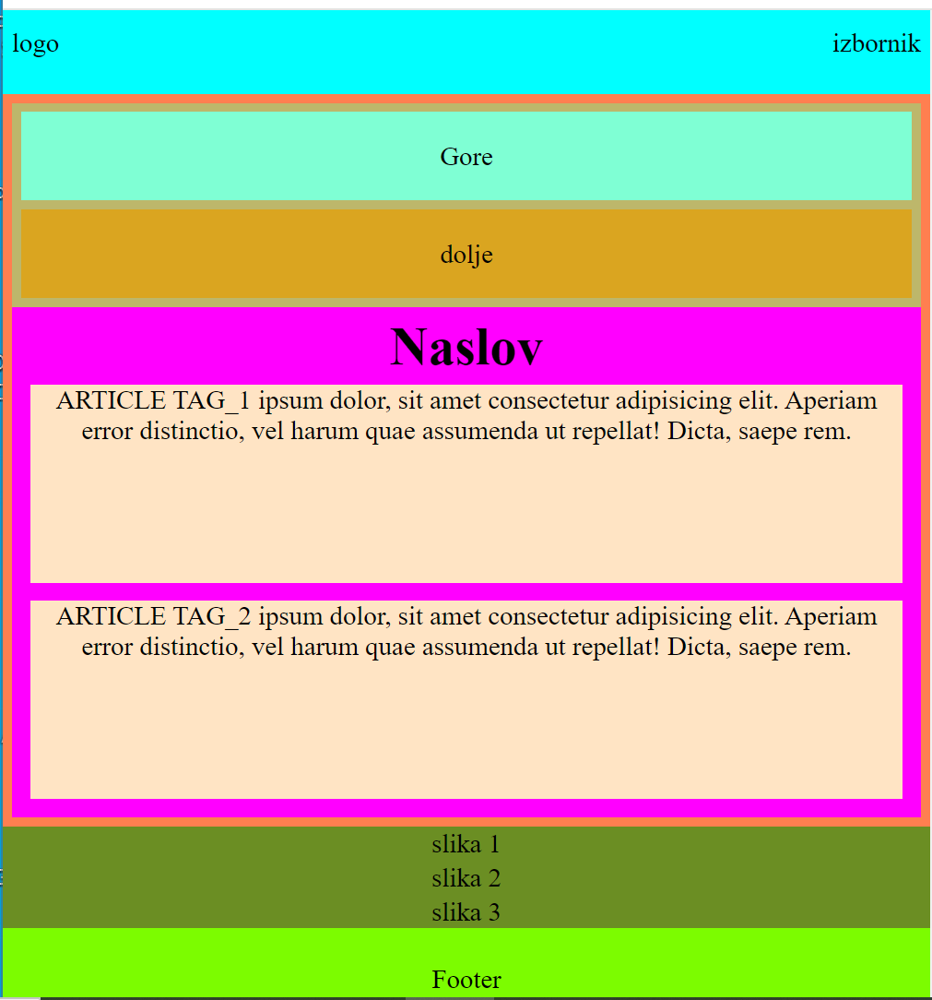 logo izbornik
Gore
dolje
Naslov
ARTICLE TAG_1 ipsum dolor, sit amet consectetur adipisicing elit. Aperiam
error distinctio, vel harum quae assumenda ut repellat! Dicta, saepe rem.
ARTICLE TAG_2 ipsum dolor, sit amet consectetur adipisicing elit. Aperiam
error distinctio, vel harum quae assumenda ut repellat! Dicta, saepe rem.
slika 1
slika 2
slika 3
Footer